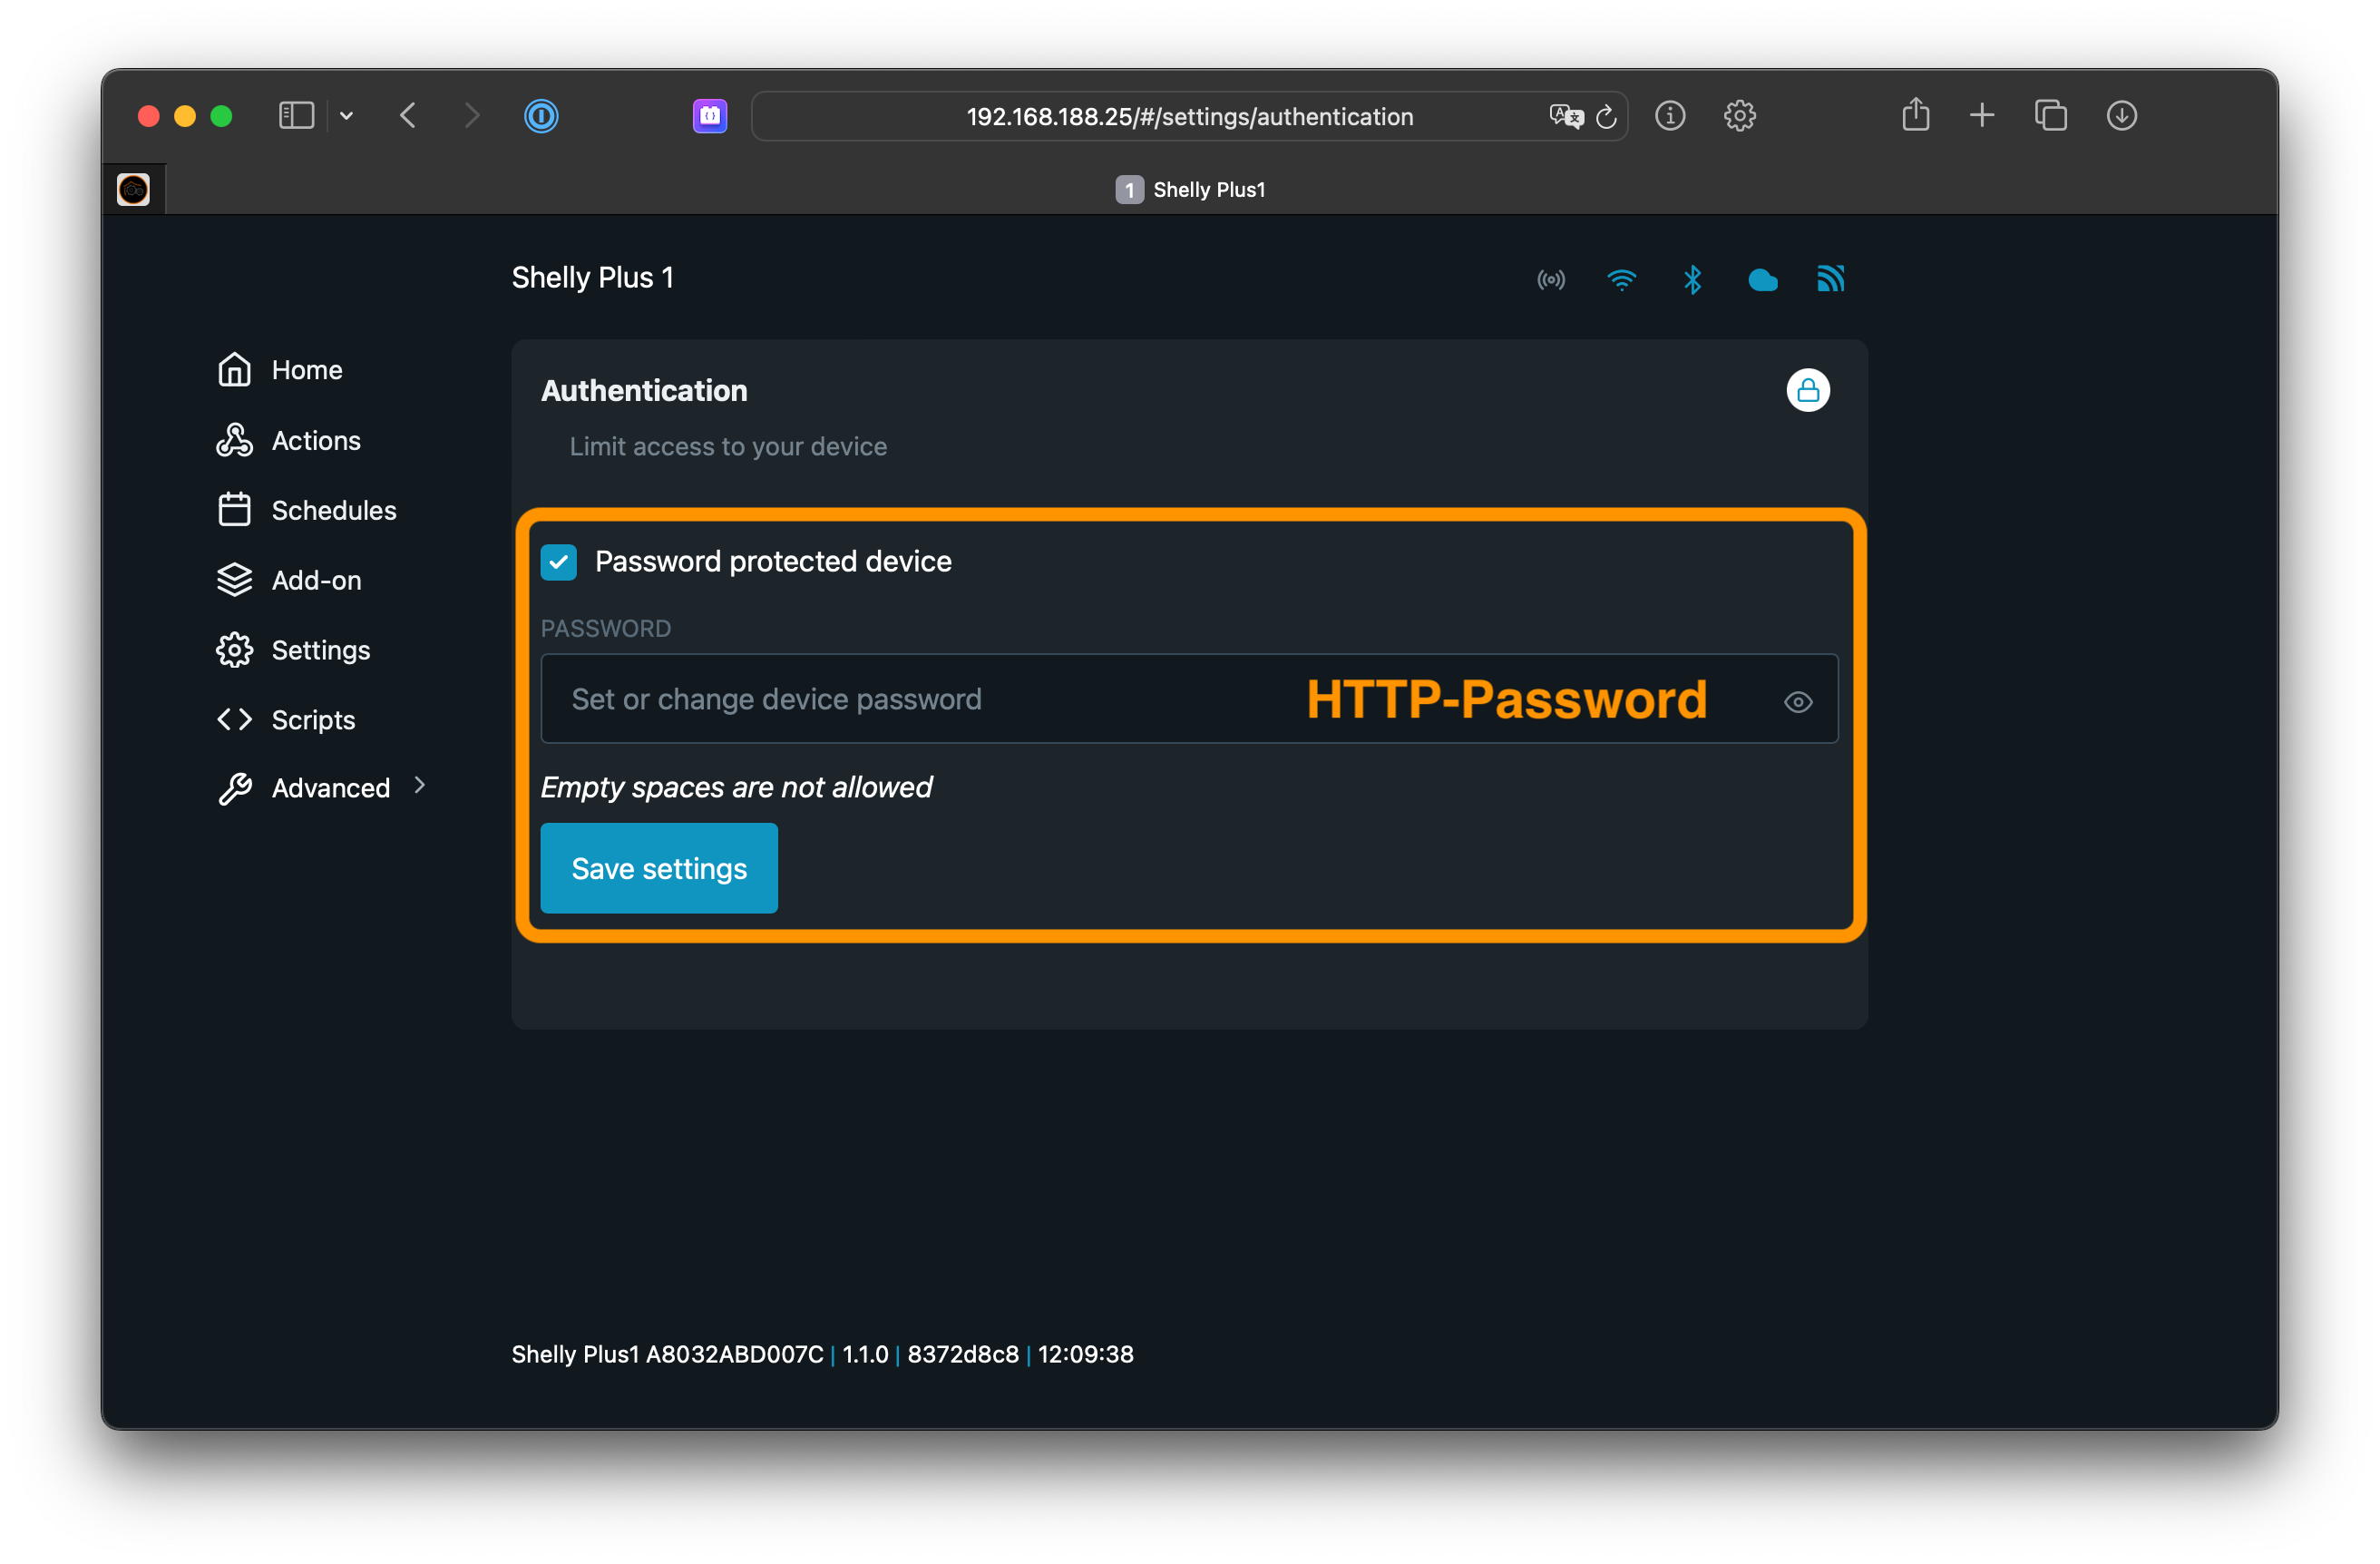 192.168.188.25/#/settings/authentication
1 Shelly Plus1
Shelly Plus 1
Home
Actions
Schedules
Add-on
Settings
Scripts
Advanced
Authentication
Limit access to your device
Password protected device
PASSWORD
Set or change device password
HTTP-Password
Empty spaces are not allowed
Save settings
Shelly Plus1 A8032ABD007C | 1.1.0 | 8372d8c8 | 12:09:38